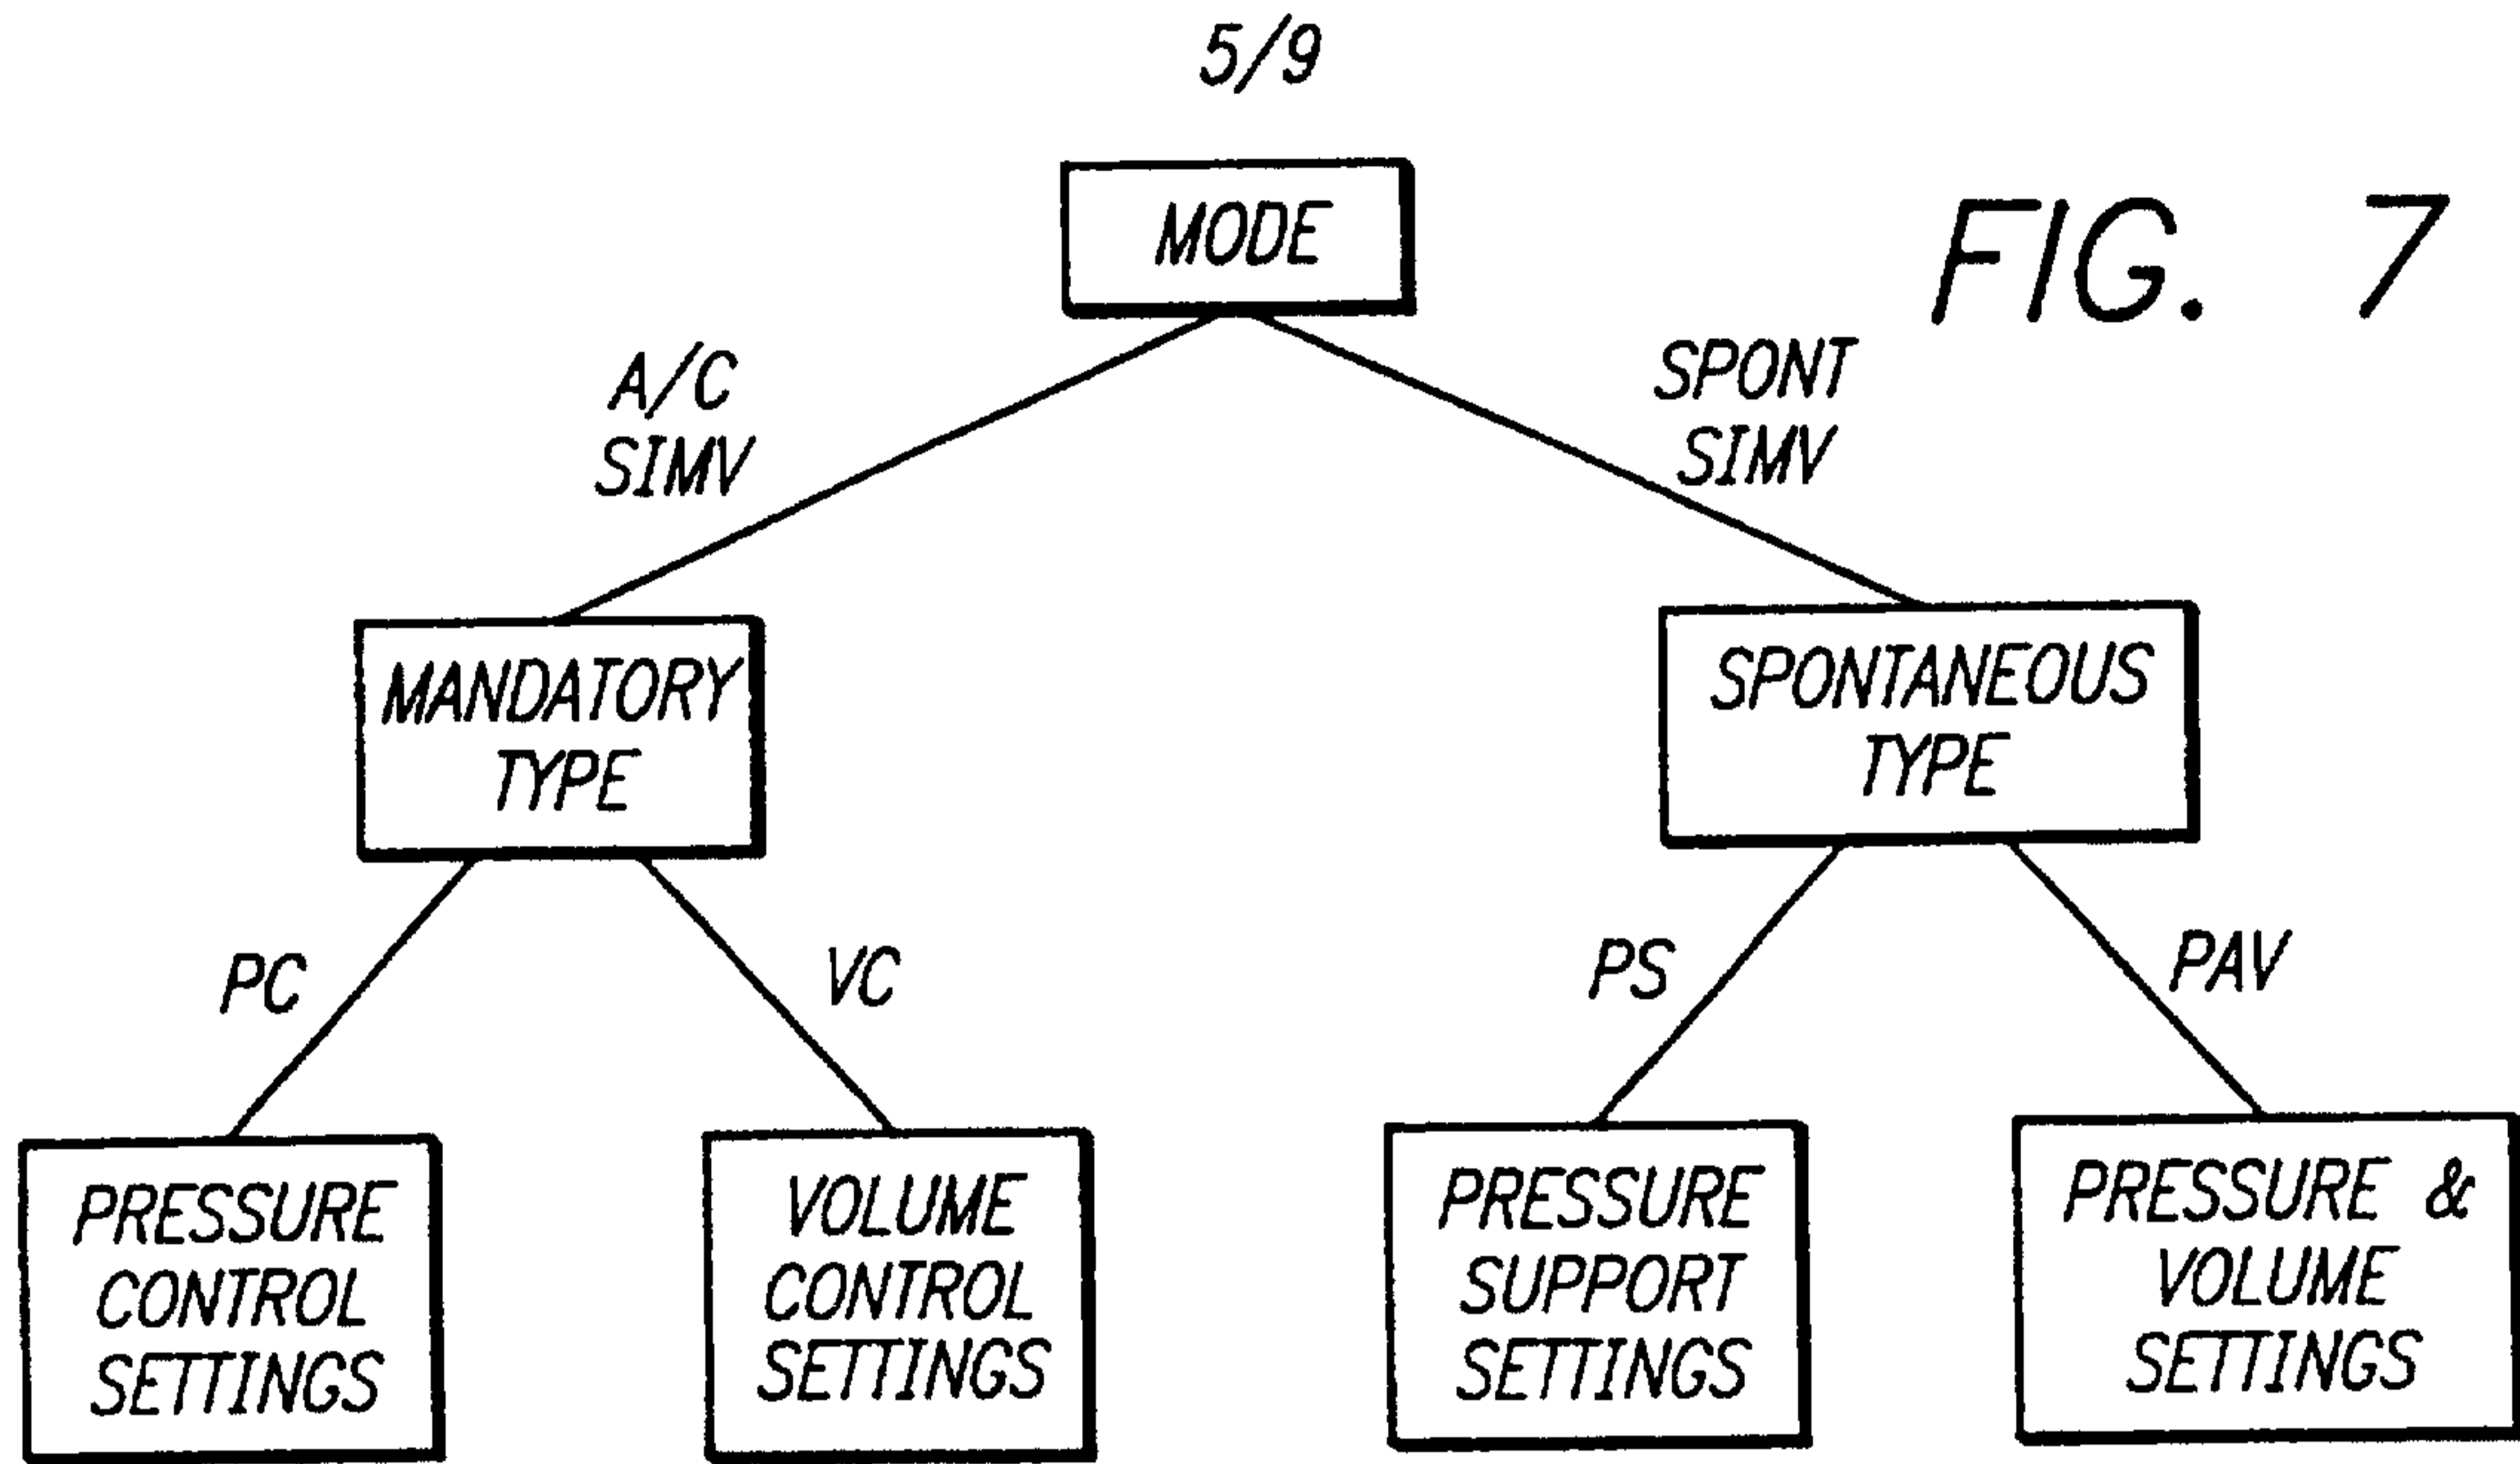 5/9
MODE
FIG. 7
A/C
SIMV
SPONT
SIMV
MANDATORY
TYPE
SPONTANEOUS
TYPE
PC
VC
PS
PAV
PRESSURE
CONTROL
SETTINGS
VOLUME
CONTROL
SETTINGS
PRESSURE
SUPPORT
SETTINGS
PRESSURE &
VOLUME
SETTINGS